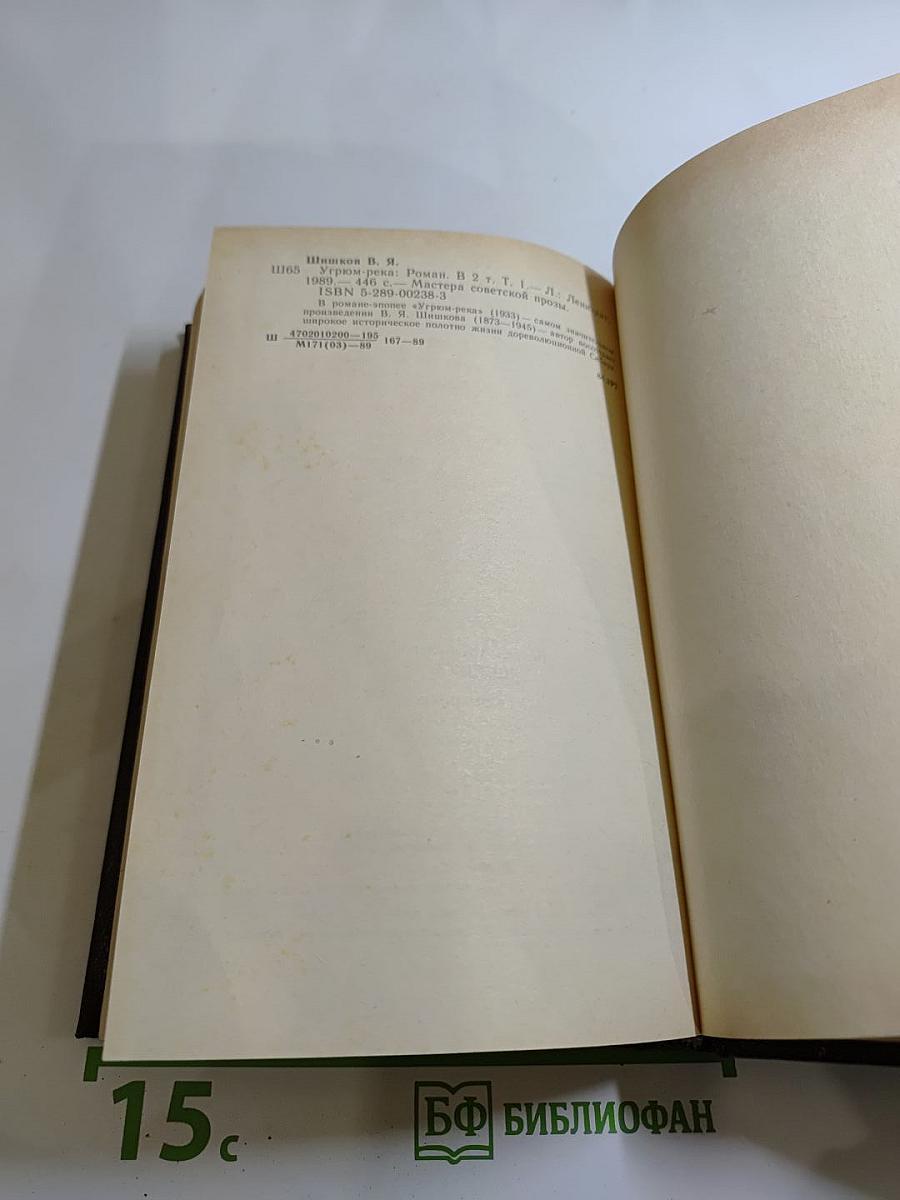 Шишков В. Я.
Ш65 Угрюм-река: Роман. В 2 т. Т. 1.— Л.: Лениздат,
1989.— 446 с.— Мастера советской прозы.
ISBN 5-289-00238-3
В романе-эпопее «Угрюм-река» (1933) — самом значительном
произведении В. Я. Шишкова (1873—1945) — автор воссоздает
широкое историческое полотно жизни дореволюционной Сибири.
Ш 4702010200—195
М171(03)—89 167—89
15 с
БФ БИБЛИОФАН